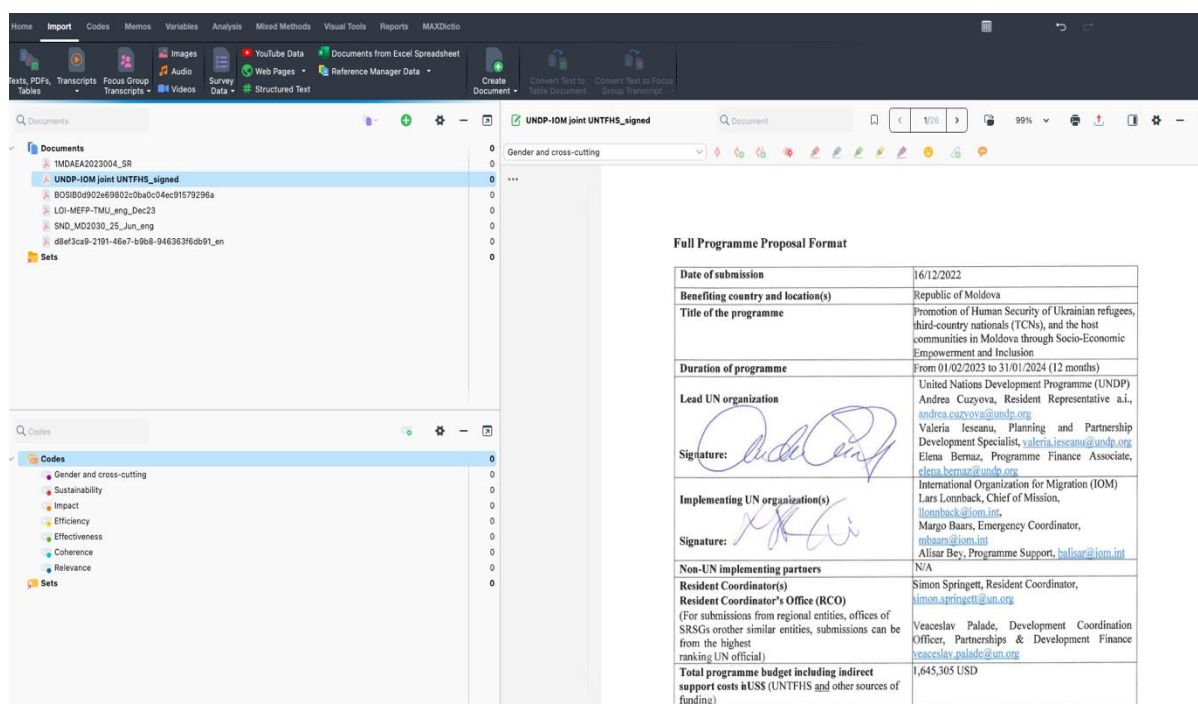 Home Import Codes Memos Variables Analysis Mixed Methods Visual Tools Reports MAXDictio
Texts, PDFs, Tables
Transcripts
Focus Group Transcripts
Images
Audio
Videos
Survey Data
YouTube Data
Web Pages
Structured Text
Documents from Excel Spreadsheet
Reference Manager Data
Create Document
Convert Text to Table Document
Convert Text to Focus Group Transcript
Documents
Documents 0
1MDAEA2023004_SR 0
UNDP-IOM joint UNTFHS_signed 0
BOSIB0d902e69802c0ba0c04ec91579296a 0
LOI-MEFP-TMU_eng_Dec23 0
SND_MD2030_25_Jun_eng 0
d8ef3ca9-2191-46e7-b9b8-946363f6db91_en 0
Sets 0
Codes
Codes 0
Gender and cross-cutting 0
Sustainability 0
Impact 0
Efficiency 0
Effectiveness 0
Coherence 0
Relevance 0
Sets 0
UNDP-IOM joint UNTFHS_signed
Document
1/26
99%
Gender and cross-cutting
Full Programme Proposal Format
Date of submission
16/12/2022
Benefiting country and location(s)
Republic of Moldova
Title of the programme
Promotion of Human Security of Ukrainian refugees,
third-country nationals (TCNs), and the host
communities in Moldova through Socio-Economic
Empowerment and Inclusion
Duration of programme
From 01/02/2023 to 31/01/2024 (12 months)
Lead UN organization
Signature:
United Nations Development Programme (UNDP)
Andrea Cuzyova, Resident Representative a.i.,
andrea.cuzyova@undp.org
Valeria Ieseanu, Planning and Partnership
Development Specialist, valeria.ieseanu@undp.org
Elena Bernaz, Programme Finance Associate,
elena.bernaz@undp.org
Implementing UN organization(s)
Signature:
International Organization for Migration (IOM)
Lars Lonnback, Chief of Mission,
llonnback@iom.int,
Margo Baars, Emergency Coordinator,
mbaars@iom.int
Alisar Bey, Programme Support, balisar@iom.int
Non-UN implementing partners
N/A
Resident Coordinator(s)
Resident Coordinator's Office (RCO)
(For submissions from regional entities, offices of
SRSGs orother similar entities, submissions can be
from the highest
ranking UN official)
Simon Springett, Resident Coordinator,
simon.springett@un.org
Veaceslav Palade, Development Coordination
Officer, Partnerships & Development Finance
veaceslav.palade@un.org
Total programme budget including indirect
support costs inUS$ (UNTFHS and other sources of
funding)
1,645,305 USD